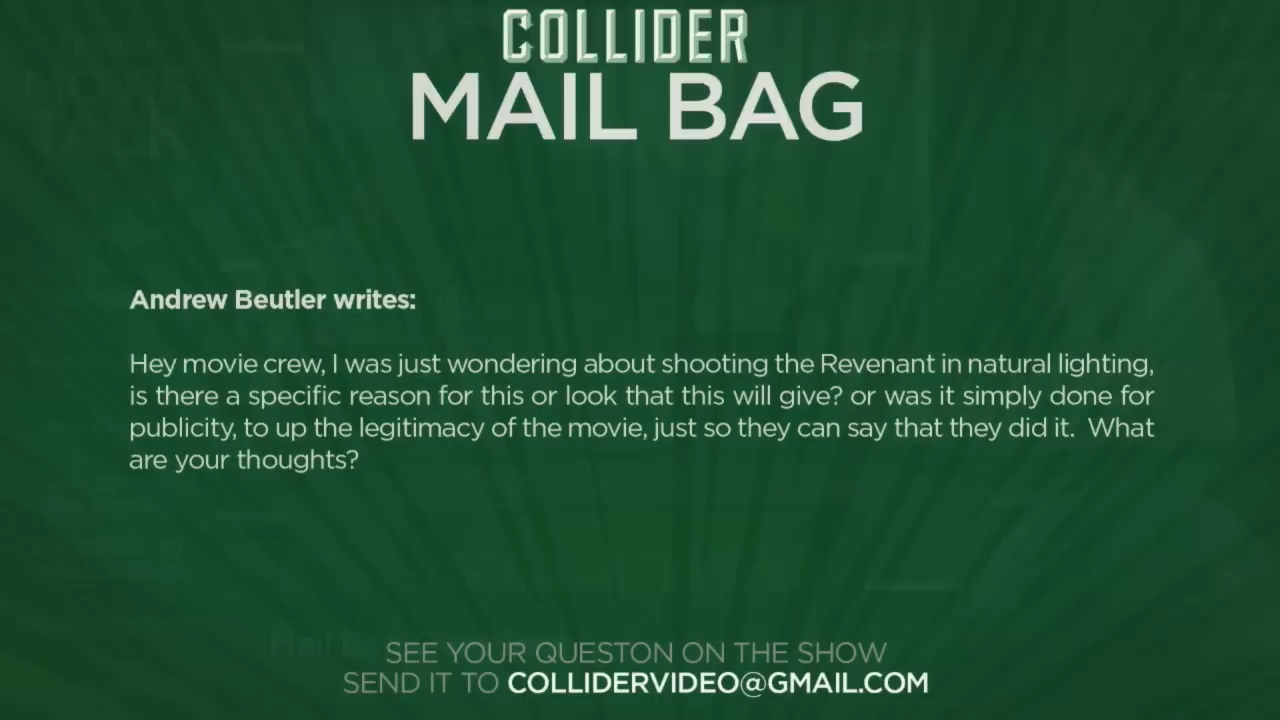 COLLIDER
MAIL BAG
Andrew Beutler writes:
Hey movie crew, I was just wondering about shooting the Revenant in natural lighting,
is there a specific reason for this or look that this will give? or was it simply done for
publicity, to up the legitimacy of the movie, just so they can say that they did it.  What
are your thoughts?
SEE YOUR QUESTON ON THE SHOW
SEND IT TO COLLIDERVIDEO@GMAIL.COM